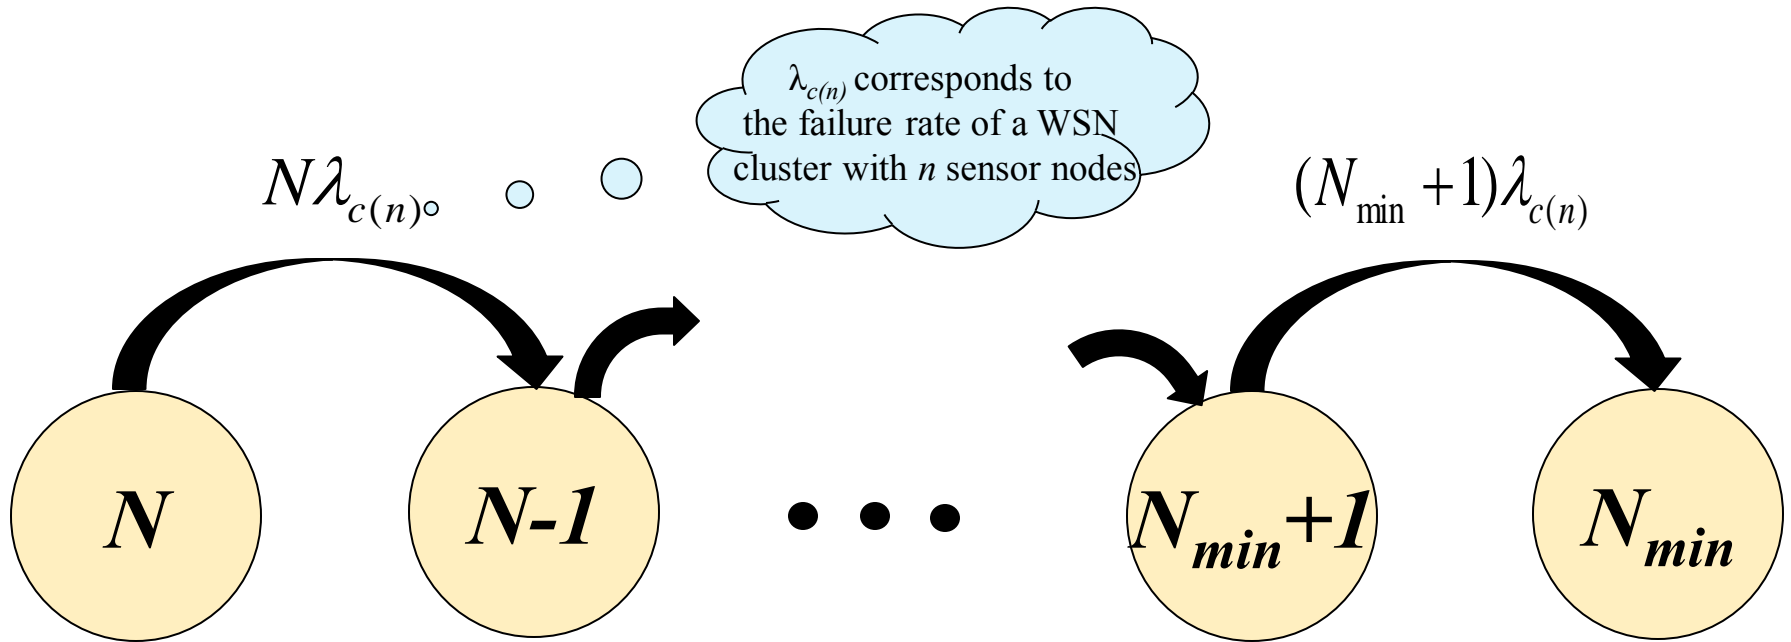 λc(n) corresponds to
the failure rate of a WSN
cluster with n sensor nodes
Nλc(n)
(Nmin +1)λc(n)
N
N-1
Nmin+1
Nmin